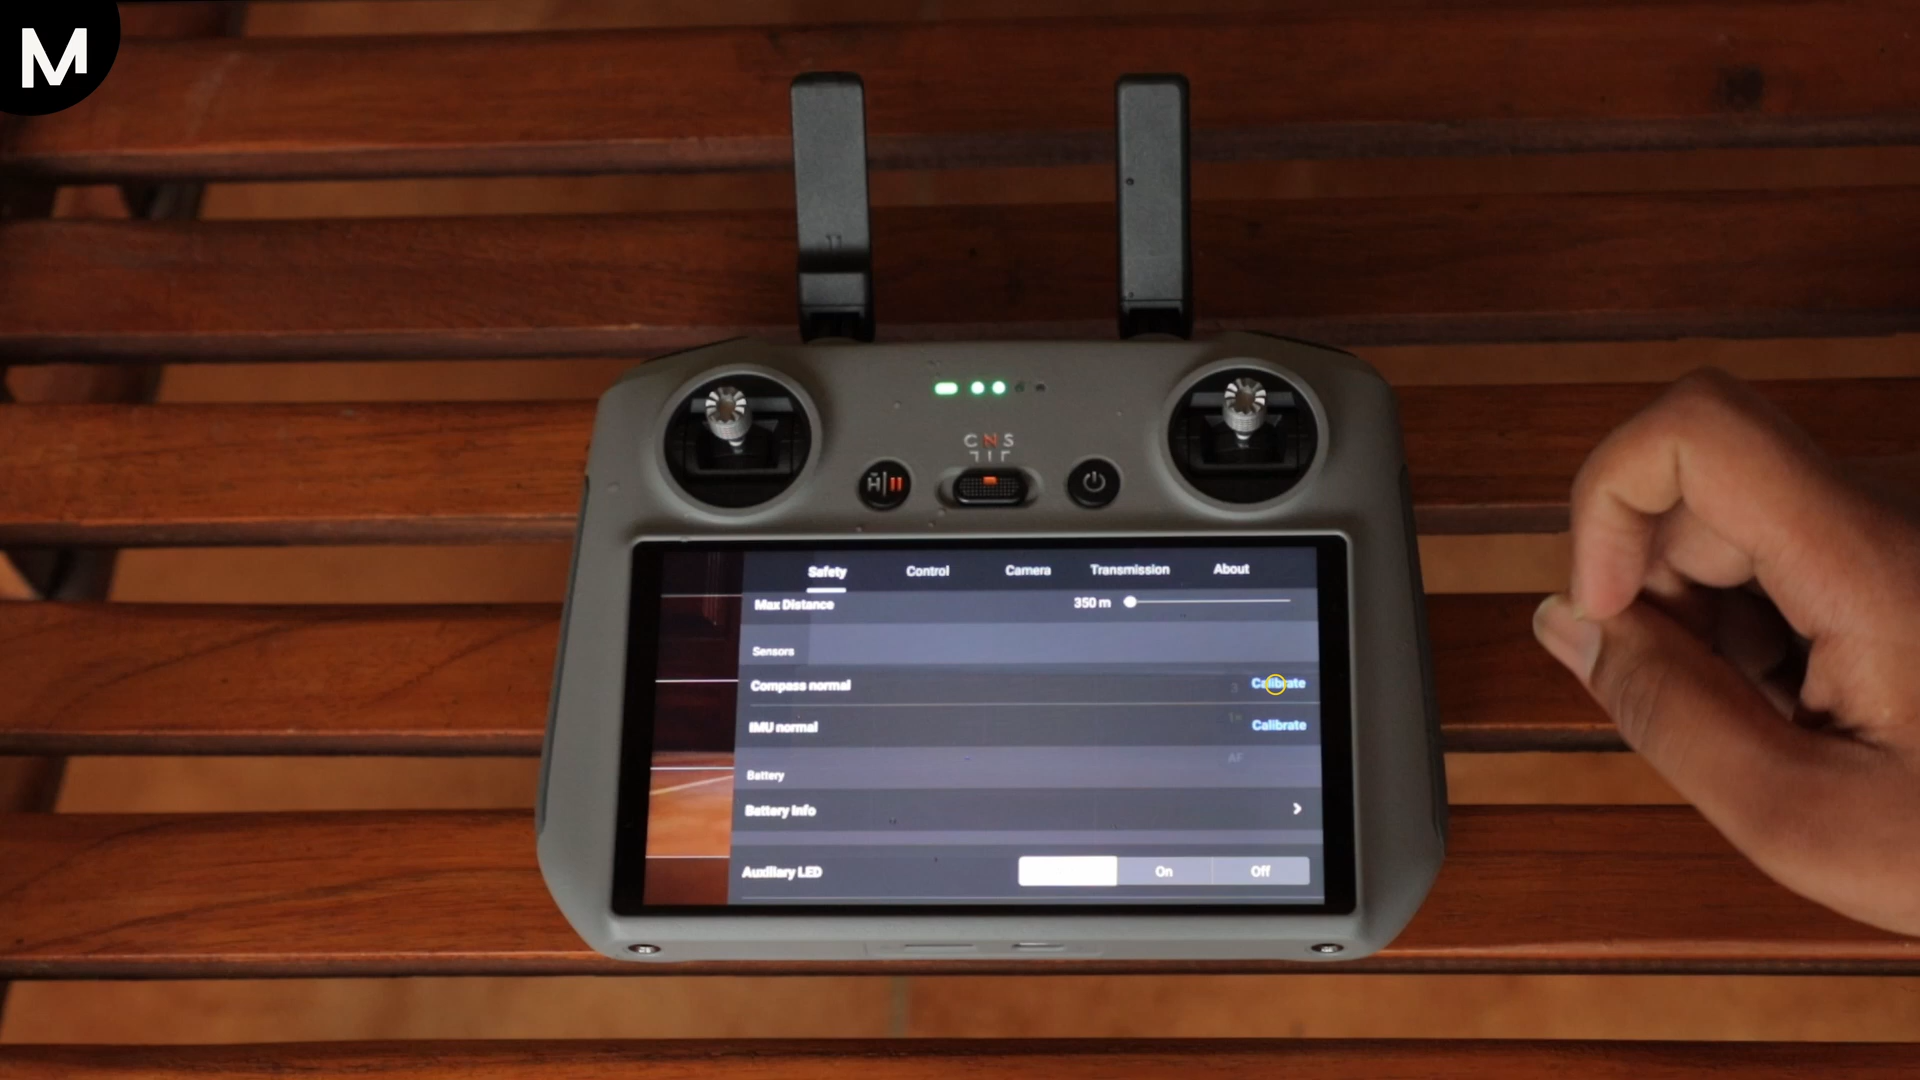 M
C N S
Safety Control Camera Transmission About
Max Distance 350 m
Sensors
Compass normal Calibrate
IMU normal Calibrate
AF
Battery
Battery Info
Auxiliary LED On Off